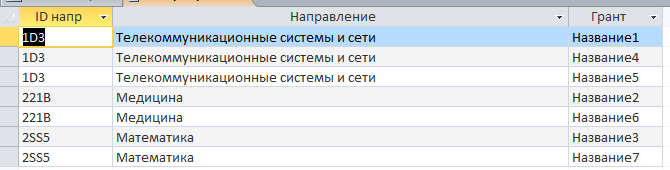 ID напр Направление Грант
1D3 Телекоммуникационные системы и сети Название1
1D3 Телекоммуникационные системы и сети Название4
1D3 Телекоммуникационные системы и сети Название5
221B Медицина Название2
221B Медицина Название6
2SS5 Математика Название3
2SS5 Математика Название7